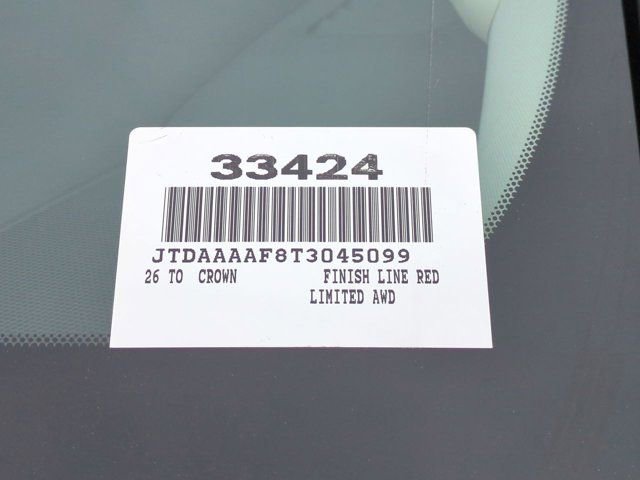 33424
JTDAAAAF8T3045099
26 TO CROWN FINISH LINE RED
LIMITED AWD